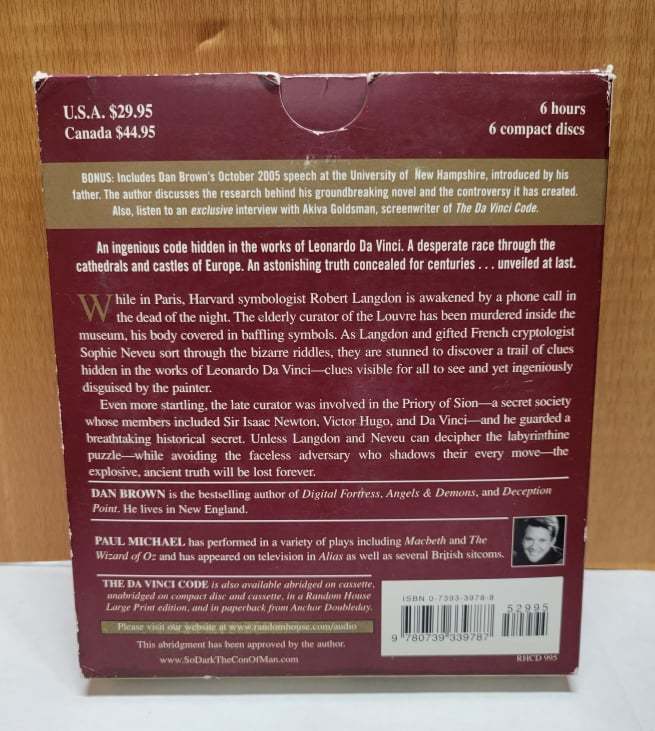 U.S.A. $29.95
Canada $44.95
6 hours
6 compact discs
BONUS: Includes Dan Brown's October 2005 speech at the University of New Hampshire, introduced by his
father. The author discusses the research behind his groundbreaking novel and the controversy it has created.
Also, listen to an exclusive interview with Akiva Goldsman, screenwriter of The Da Vinci Code.
An ingenious code hidden in the works of Leonardo Da Vinci. A desperate race through the
cathedrals and castles of Europe. An astonishing truth concealed for centuries . . . unveiled at last.
While in Paris, Harvard symbologist Robert Langdon is awakened by a phone call in
the dead of the night. The elderly curator of the Louvre has been murdered inside the
museum, his body covered in baffling symbols. As Langdon and gifted French cryptologist
Sophie Neveu sort through the bizarre riddles, they are stunned to discover a trail of clues
hidden in the works of Leonardo Da Vinci—clues visible for all to see and yet ingeniously
disguised by the painter.
Even more startling, the late curator was involved in the Priory of Sion—a secret society
whose members included Sir Isaac Newton, Victor Hugo, and Da Vinci—and he guarded a
breathtaking historical secret. Unless Langdon and Neveu can decipher the labyrinthine
puzzle—while avoiding the faceless adversary who shadows their every move—the
explosive, ancient truth will be lost forever.
DAN BROWN is the bestselling author of Digital Fortress, Angels & Demons, and Deception
Point. He lives in New England.
PAUL MICHAEL has performed in a variety of plays including Macbeth and The
Wizard of Oz and has appeared on television in Alias as well as several British sitcoms.
THE DA VINCI CODE is also available abridged on cassette,
unabridged on compact disc and cassette, in a Random House
Large Print edition, and in paperback from Anchor Doubleday.
Please visit our website at www.randomhouse.com/audio
This abridgment has been approved by the author.
www.SoDarkTheConOfMan.com
ISBN 0-7393-3978-8
52995
9 780739 339787
RHCD 995